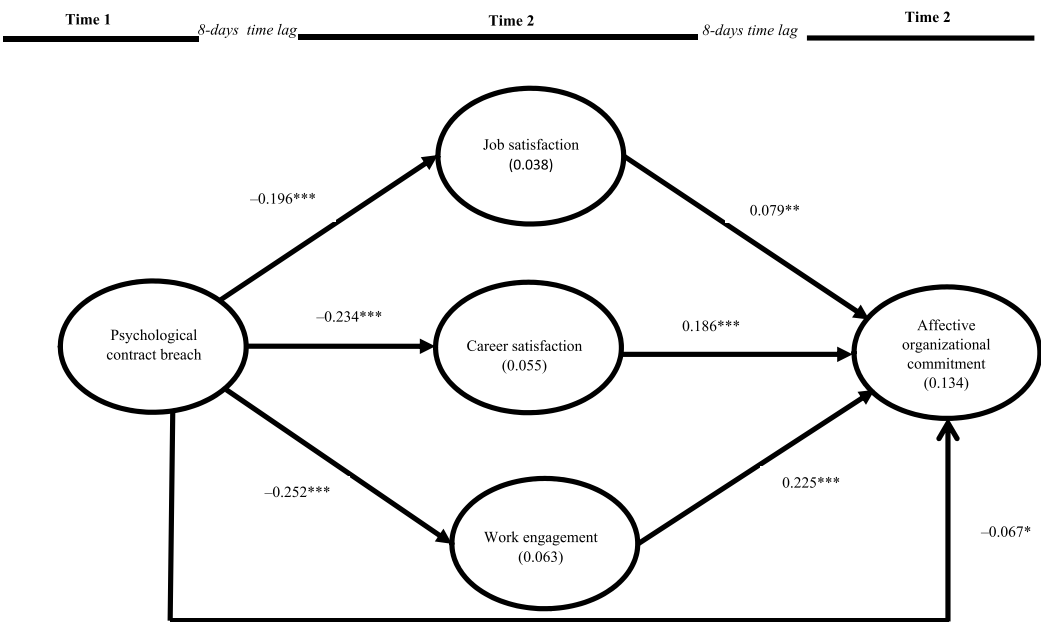 Time 1
8-days time lag
Time 2
8-days time lag
Time 2
Job satisfaction
(0.038)
–0.196***
0.079**
Psychological
contract breach
–0.234***
Career satisfaction
(0.055)
0.186***
Affective
organizational
commitment
(0.134)
–0.252***
Work engagement
(0.063)
0.225***
–0.067*